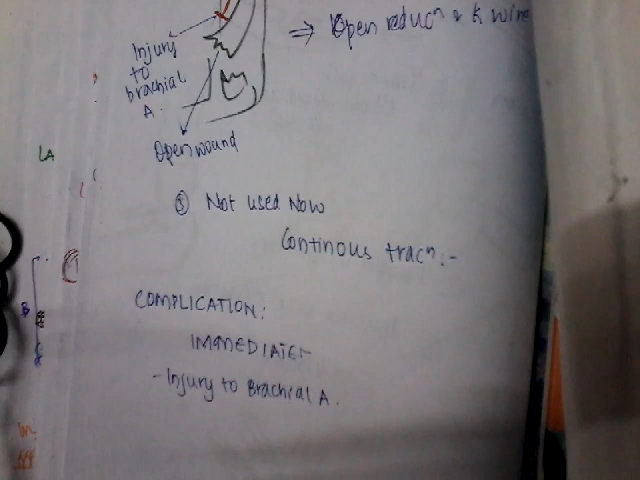 ⇒ Open reducⁿ & K wire
Injury
to
brachial
A.
Open wound
LA
⑤ Not used Now
Continous tracⁿ:-
COMPLICATION:
IMMEDIATE:-
- Injury to Brachial A.
B